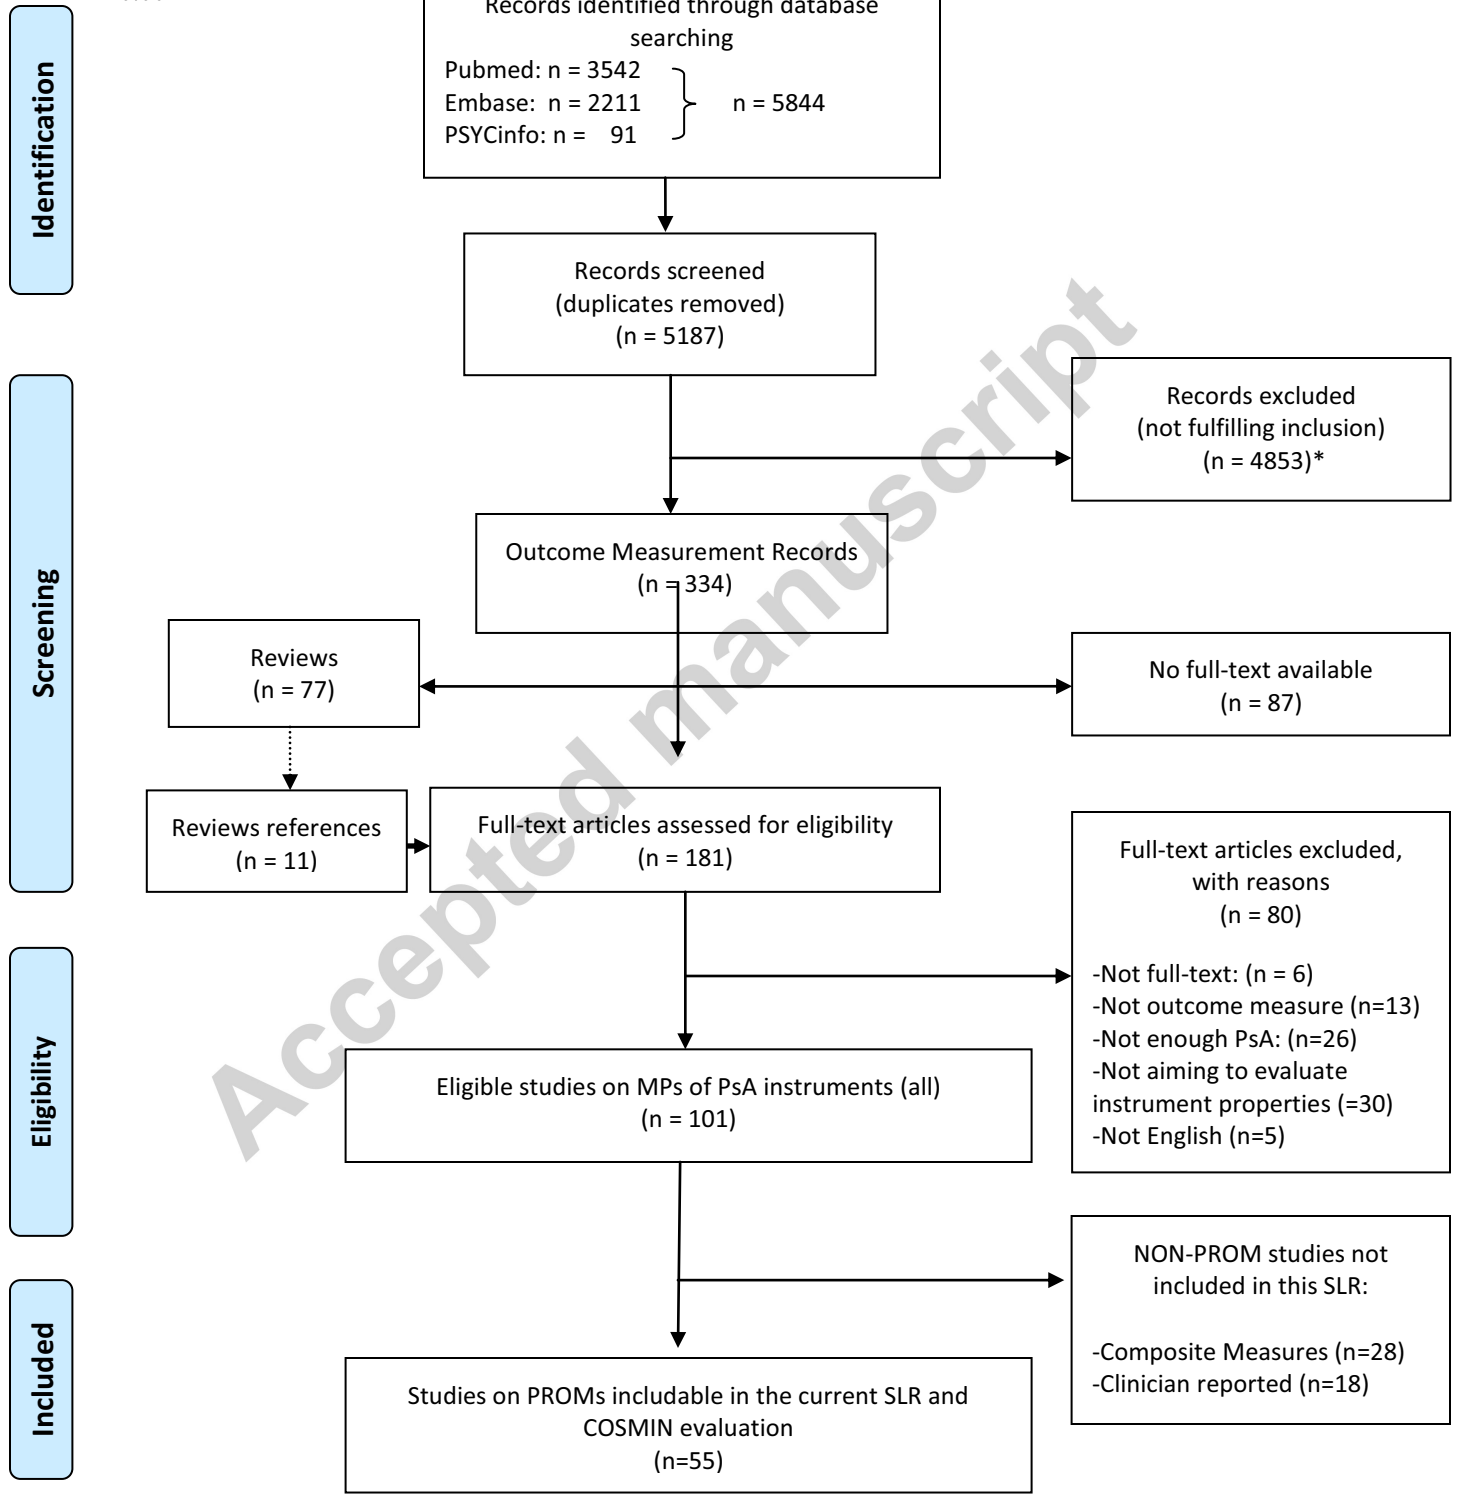 Identification
Records identified through database
searching
Pubmed: n = 3542
Embase: n = 2211
PSYCinfo: n = 91
n = 5844
Records screened
(duplicates removed)
(n = 5187)
Screening
Records excluded
(not fulfilling inclusion)
(n = 4853)*
Outcome Measurement Records
(n = 334)
Reviews
(n = 77)
No full-text available
(n = 87)
Reviews references
(n = 11)
Full-text articles assessed for eligibility
(n = 181)
Full-text articles excluded,
with reasons
(n = 80)
-Not full-text: (n = 6)
-Not outcome measure (n=13)
-Not enough PsA: (n=26)
-Not aiming to evaluate
instrument properties (=30)
-Not English (n=5)
Eligibility
Eligible studies on MPs of PsA instruments (all)
(n = 101)
NON-PROM studies not
included in this SLR:
-Composite Measures (n=28)
-Clinician reported (n=18)
Included
Studies on PROMs includable in the current SLR and
COSMIN evaluation
(n=55)
Accepted manuscript